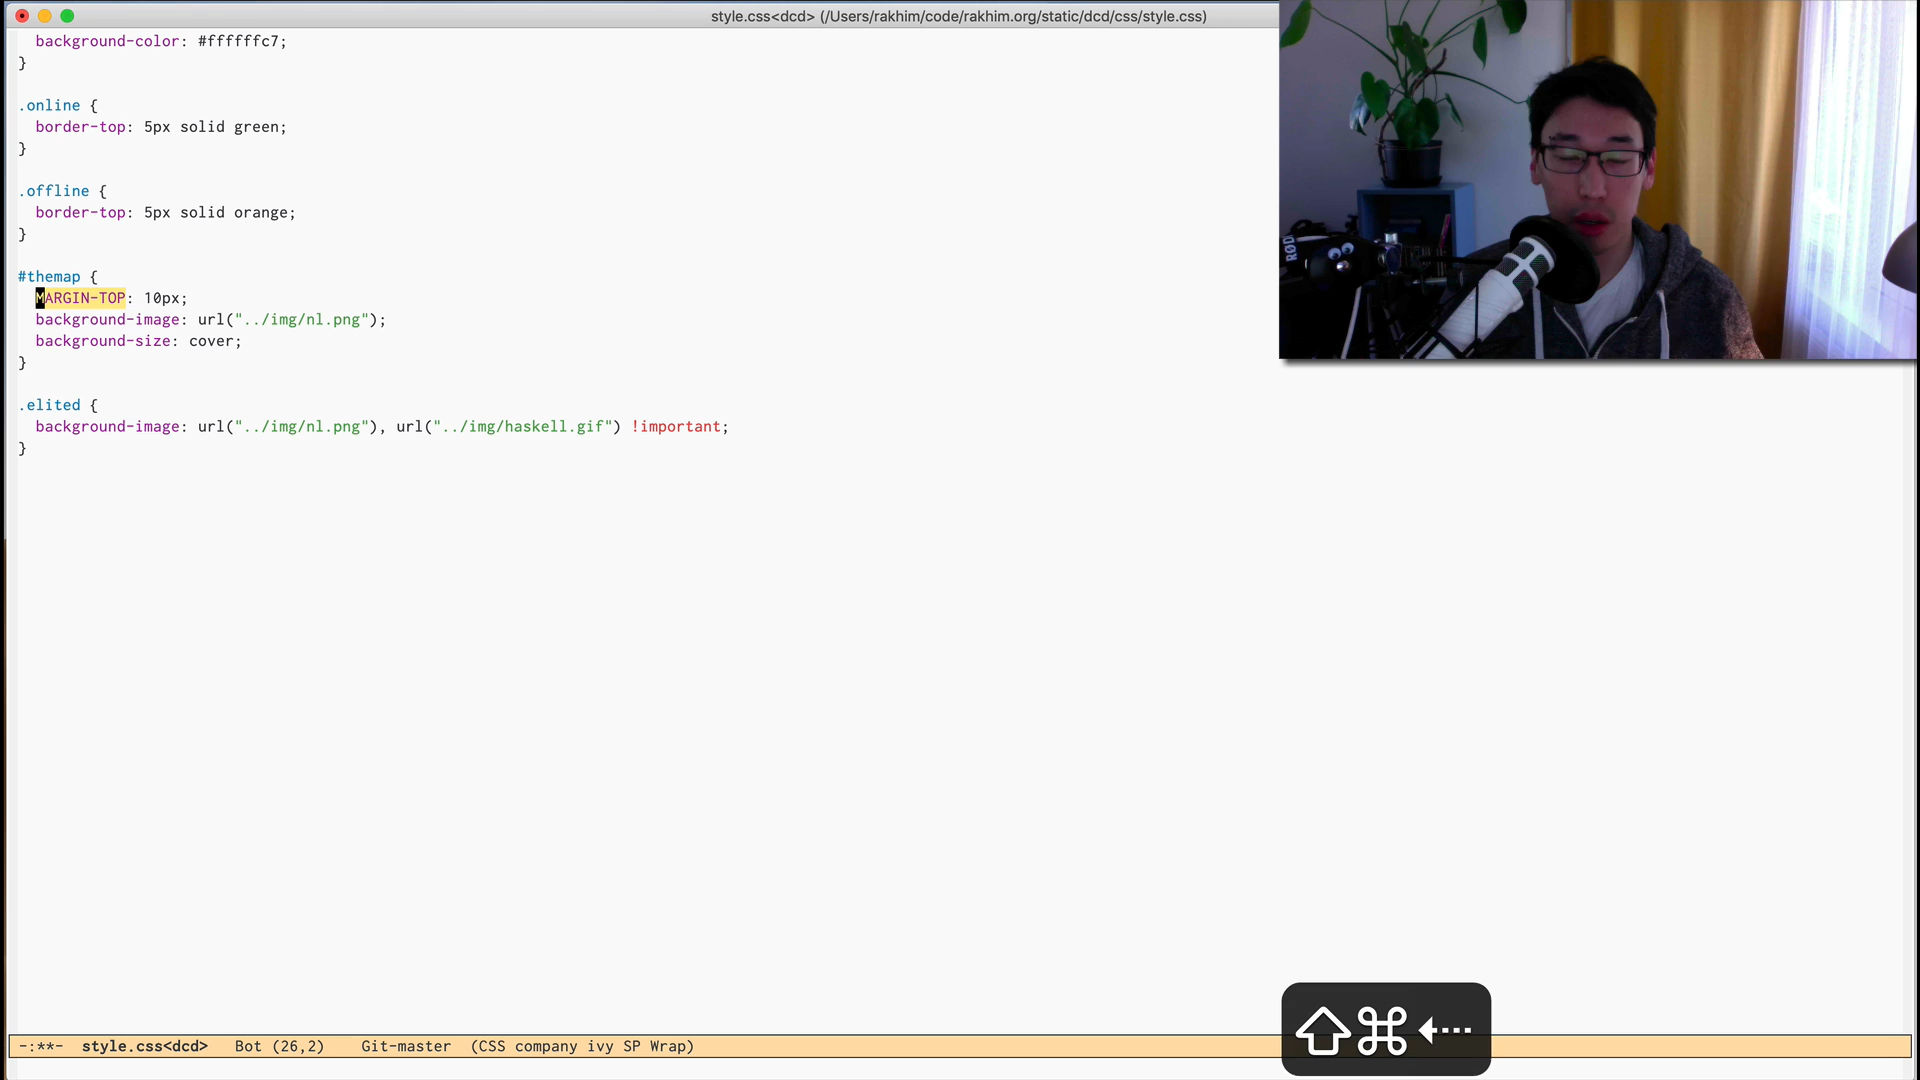 style.css<dcd> (/Users/rakhim/code/rakhim.org/static/dcd/css/style.css)
background-color: #ffffffc7;
}
.online {
border-top: 5px solid green;
}
.offline {
border-top: 5px solid orange;
}
#themap {
MARGIN-TOP: 10px;
background-image: url("../img/nl.png");
background-size: cover;
}
.elited {
background-image: url("../img/nl.png"), url("../img/haskell.gif") !important;
}
RØD
-:**- style.css<dcd> Bot (26,2) Git-master (CSS company ivy SP Wrap)
⇧⌘⇠